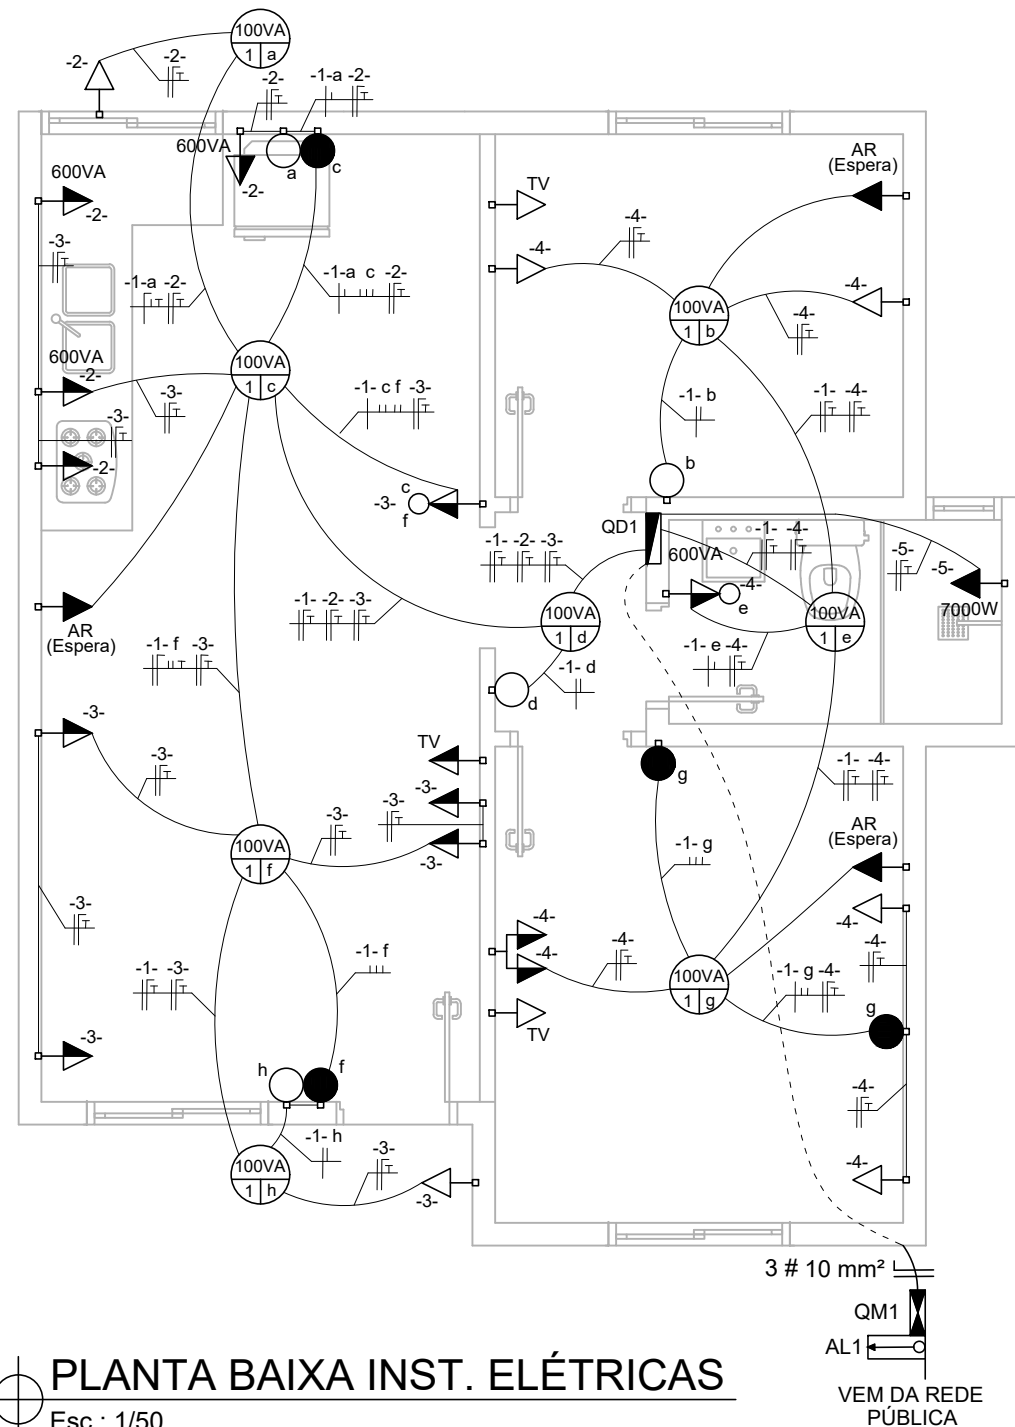 100VA
1 a
-2-
-2-
-2-
-1-a -2-
600VA
a
c
-2-
600VA
-2-
TV
AR
(Espera)
-3-
-4-
-4-
-1-a -2-
-1-a c -2-
-4-
100VA
1 b
-4-
600VA
-2-
-3-
100VA
1 c
-1- c f -3-
-1- b
-1- -4-
-3-
-2-
b
c
-3-
f
QD1
-1- -2- -3-
600VA
-1- -4-
-5-
-5-
7000W
-4-
e
100VA
1 d
100VA
1 e
AR
(Espera)
-1- -2- -3-
-1- f -3-
-1- d
d
-1- e -4-
-3-
-3-
TV
-3-
-3-
-3-
-3-
g
-1- -4-
100VA
1 f
-1- g
AR
(Espera)
-3-
-4-
-4-
-4-
-4-
-4-
-1- -3-
-1- f
100VA
1 g
-1- g -4-
g
TV
-3-
h
f
-4-
-1- h
-3-
100VA
1 h
-3-
-4-
3 # 10 mm²
QM1
AL1
PLANTA BAIXA INST. ELÉTRICAS
Esc.: 1/50
VEM DA REDE
PÚBLICA